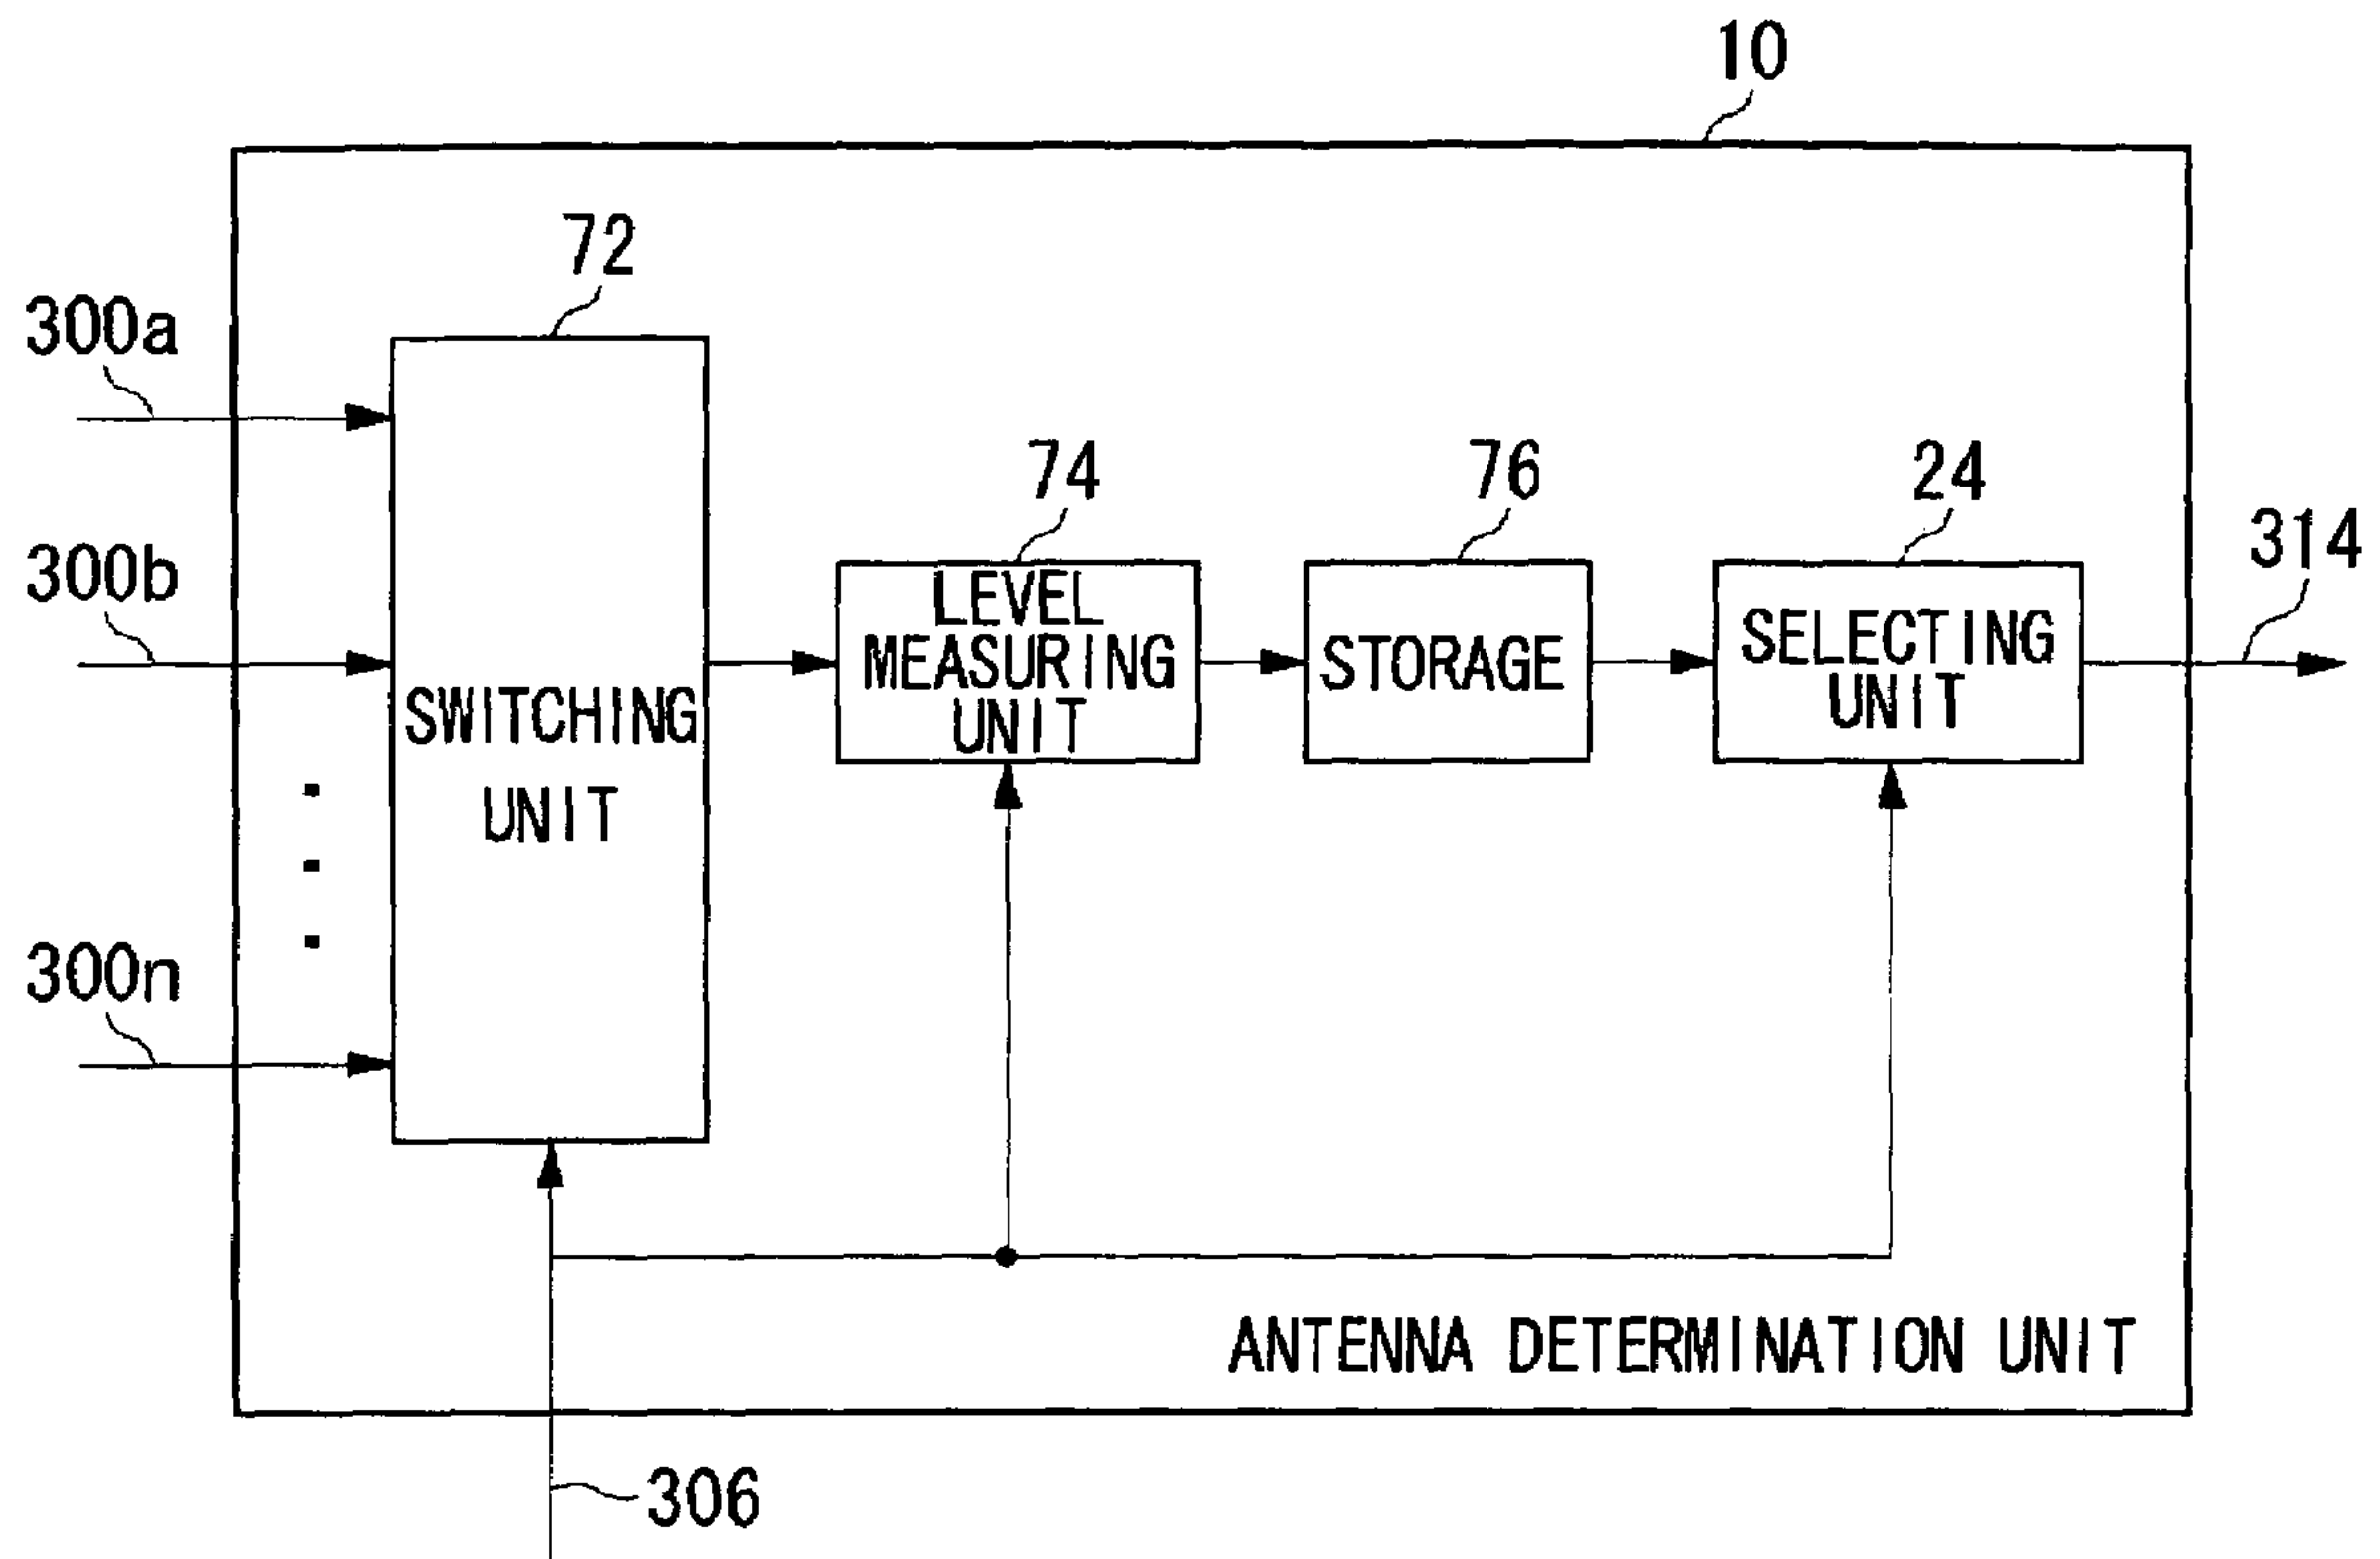 10
72
300a
74
76
24
314
300b
LEVEL
MEASURING
UNIT
STORAGE
SELECTING
UNIT
SWITCHING
UNIT
300n
ANTENNA DETERMINATION UNIT
306